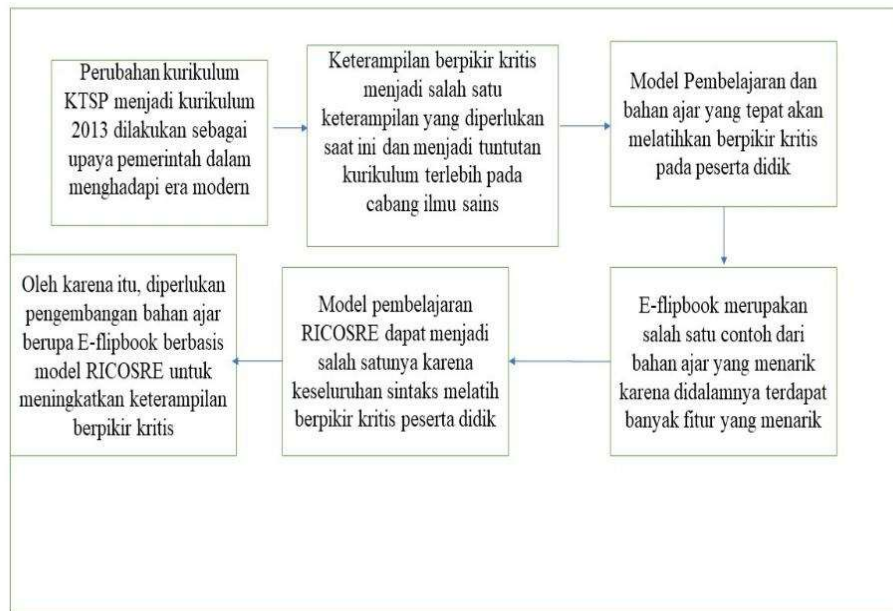 Perubahan kurikulum
KTSP menjadi kurikulum
2013 dilakukan sebagai
upaya pemerintah dalam
menghadapi era modern
Keterampilan berpikir kritis
menjadi salah satu
keterampilan yang diperlukan
saat ini dan menjadi tuntutan
kurikulum terlebih pada
cabang ilmu sains
Model Pembelajaran dan
bahan ajar yang tepat akan
melatihkan berpikir kritis
pada peserta didik
E-flipbook merupakan
salah satu contoh dari
bahan ajar yang menarik
karena didalamnya terdapat
banyak fitur yang menarik
Model pembelajaran
RICOSRE dapat menjadi
salah satunya karena
keseluruhan sintaks melatih
berpikir kritis peserta didik
Oleh karena itu, diperlukan
pengembangan bahan ajar
berupa E-flipbook berbasis
model RICOSRE untuk
meningkatkan keterampilan
berpikir kritis